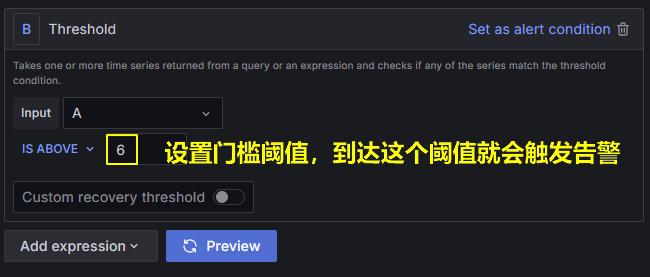 B Threshold Set as alert condition
Takes one or more time series returned from a query or an expression and checks if any of the series match the threshold
condition.
Input A
IS ABOVE 6 设置门槛阈值，到达这个阈值就会触发告警
Custom recovery threshold
Add expression Preview